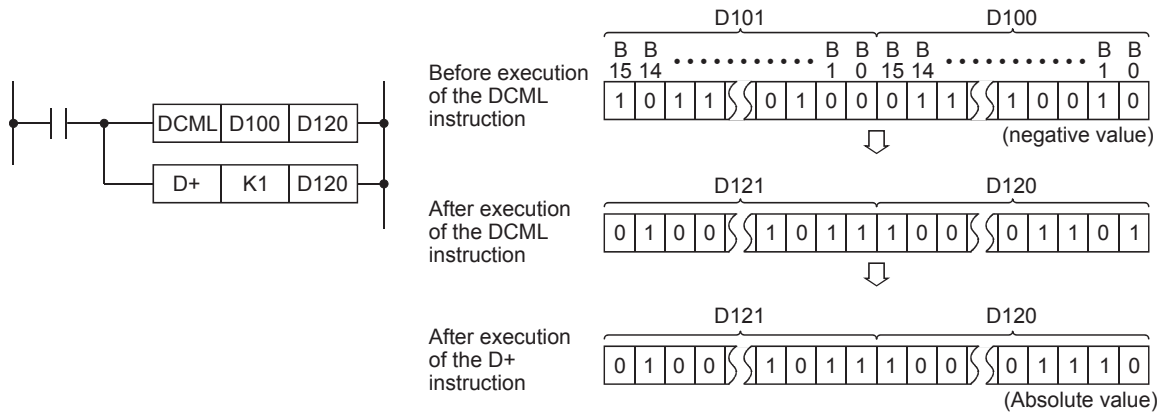 DCML D100 D120
D+ K1 D120
D101 D100
B B B B B B B B
15 14 • • • • • • • • • • • 1 0 15 14 • • • • • • • • • • • 1 0
Before execution
of the DCML
instruction
1 0 1 1 0 1 0 0 0 1 1 1 0 0 1 0
(negative value)
D121 D120
After execution
of the DCML
instruction
0 1 0 0 1 0 1 1 1 0 0 0 1 1 0 1
D121 D120
After execution
of the D+
instruction
0 1 0 0 1 0 1 1 1 0 0 0 1 1 1 0
(Absolute value)